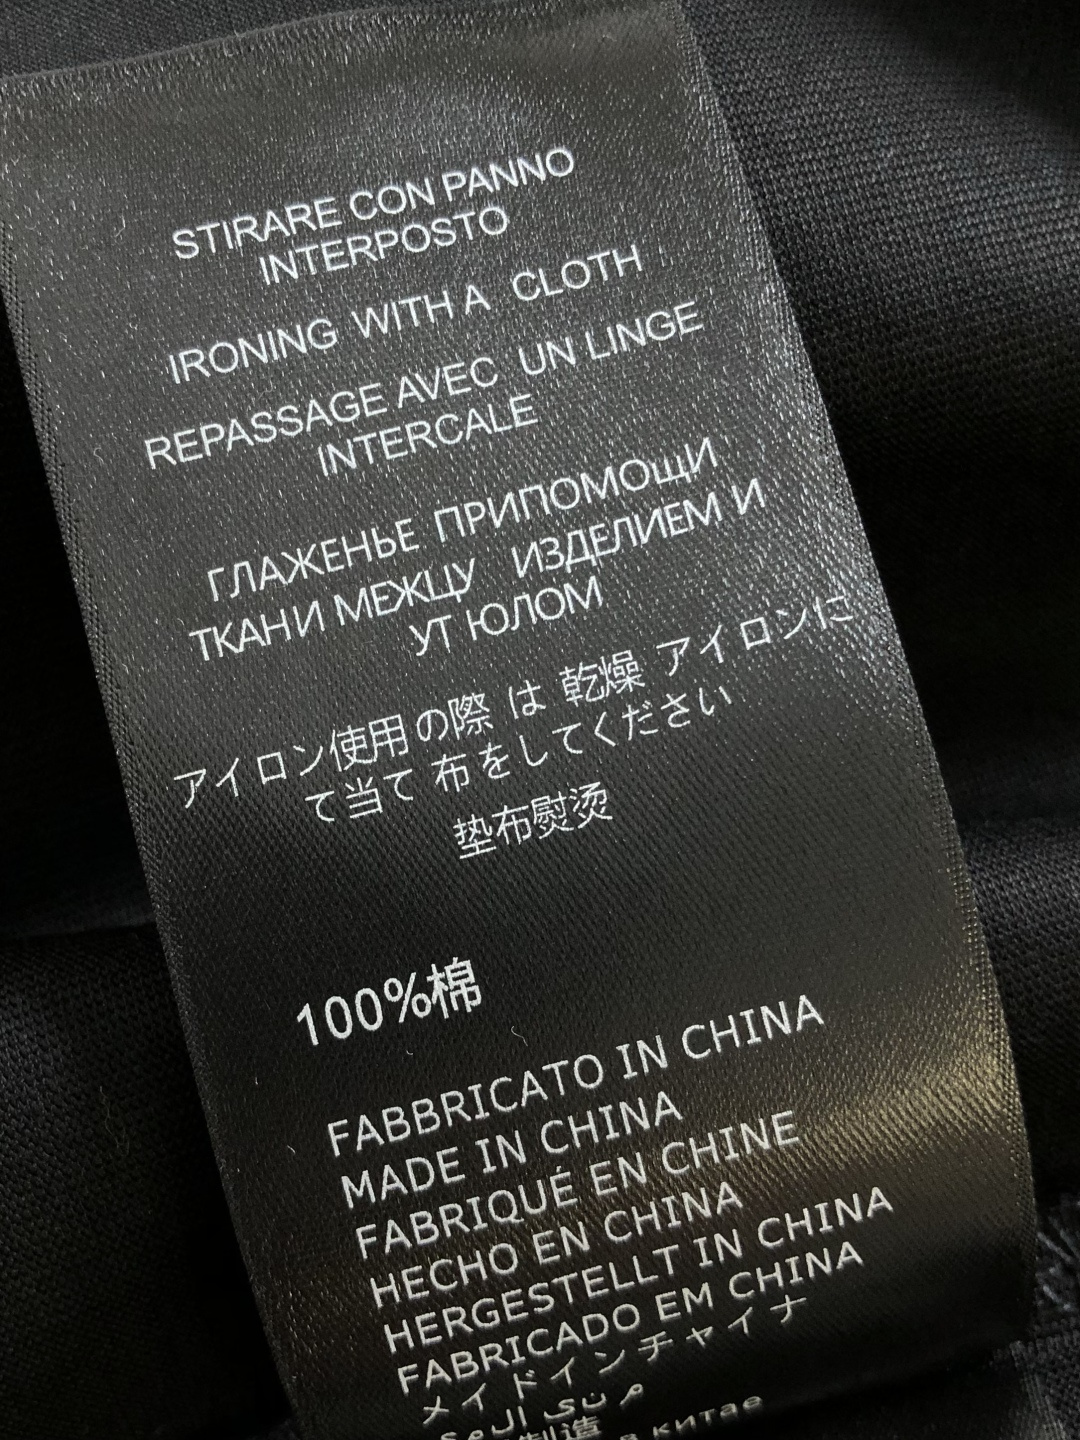 STIRARE CON PANNO
INTERPOSTO
IRONING WITH A CLOTH
REPASSAGE AVEC UN LINGE
INTERCALE
ГЛАЖЕНЬЕ ПРИПОМОЩИ
ТКАНИ МЕЖЦУ ИЗДЕЛИЕМ И
УТ ЮЛОМ
アイロン使用の際 は 乾燥 アイロンに
て当て 布をしてください
垫布熨烫
100%棉
FABBRICATO IN CHINA
MADE IN CHINA
FABRIQUÉ EN CHINE
HECHO EN CHINA
HERGESTELLT IN CHINA
FABRICADO EM CHINA
メイドインチャイナ
制造
в китае